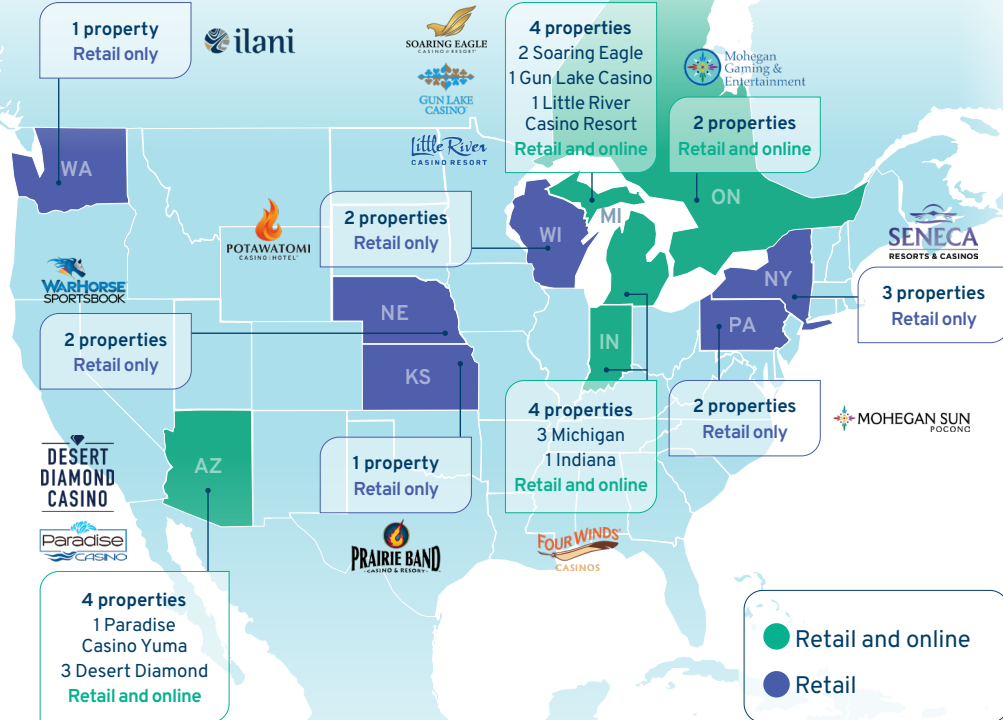 1 property
Retail only
ilani
SOARING EAGLE
CASINO & RESORT
GUN LAKE
CASINO
Little River
CASINO RESORT
4 properties
2 Soaring Eagle
1 Gun Lake Casino
1 Little River
Casino Resort
Retail and online
Mohegan
Gaming &
Entertainment
2 properties
Retail and online
WA
POTAWATOMI
CASINO HOTEL
2 properties
Retail only
WI
MI
ON
SENECA
RESORTS & CASINOS
WARHORSE
SPORTSBOOK
2 properties
Retail only
NE
KS
IN
NY
PA
3 properties
Retail only
DESERT
DIAMOND
CASINO
Paradise
CASINO
AZ
1 property
Retail only
4 properties
3 Michigan
1 Indiana
Retail and online
2 properties
Retail only
MOHEGAN SUN
POCONO
PRAIRIE BAND
CASINO & RESORT
FOUR WINDS
CASINOS
4 properties
1 Paradise
Casino Yuma
3 Desert Diamond
Retail and online
Retail and online
Retail